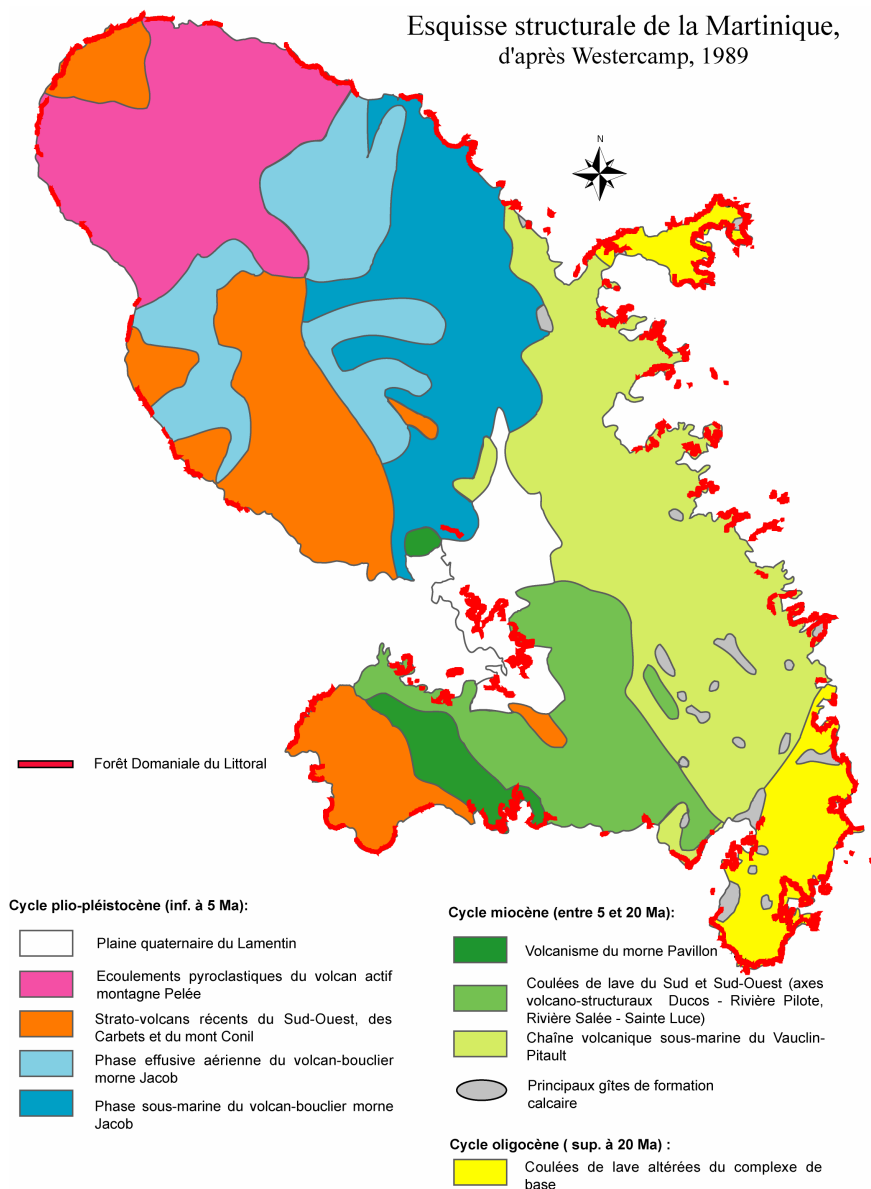 Esquisse structurale de la Martinique,
d'après Westercamp, 1989
N
Forêt Domaniale du Littoral
Cycle plio-pléistocène (inf. à 5 Ma):
Plaine quaternaire du Lamentin
Ecoulements pyroclastiques du volcan actif
montagne Pelée
Strato-volcans récents du Sud-Ouest, des
Carbets et du mont Conil
Phase effusive aérienne du volcan-bouclier
morne Jacob
Phase sous-marine du volcan-bouclier morne
Jacob
Cycle miocène (entre 5 et 20 Ma):
Volcanisme du morne Pavillon
Coulées de lave du Sud et Sud-Ouest (axes
volcano-structuraux Ducos - Rivière Pilote,
Rivière Salée - Sainte Luce)
Chaîne volcanique sous-marine du Vauclin-
Pitault
Principaux gîtes de formation
calcaire
Cycle oligocène ( sup. à 20 Ma) :
Coulées de lave altérées du complexe de
base